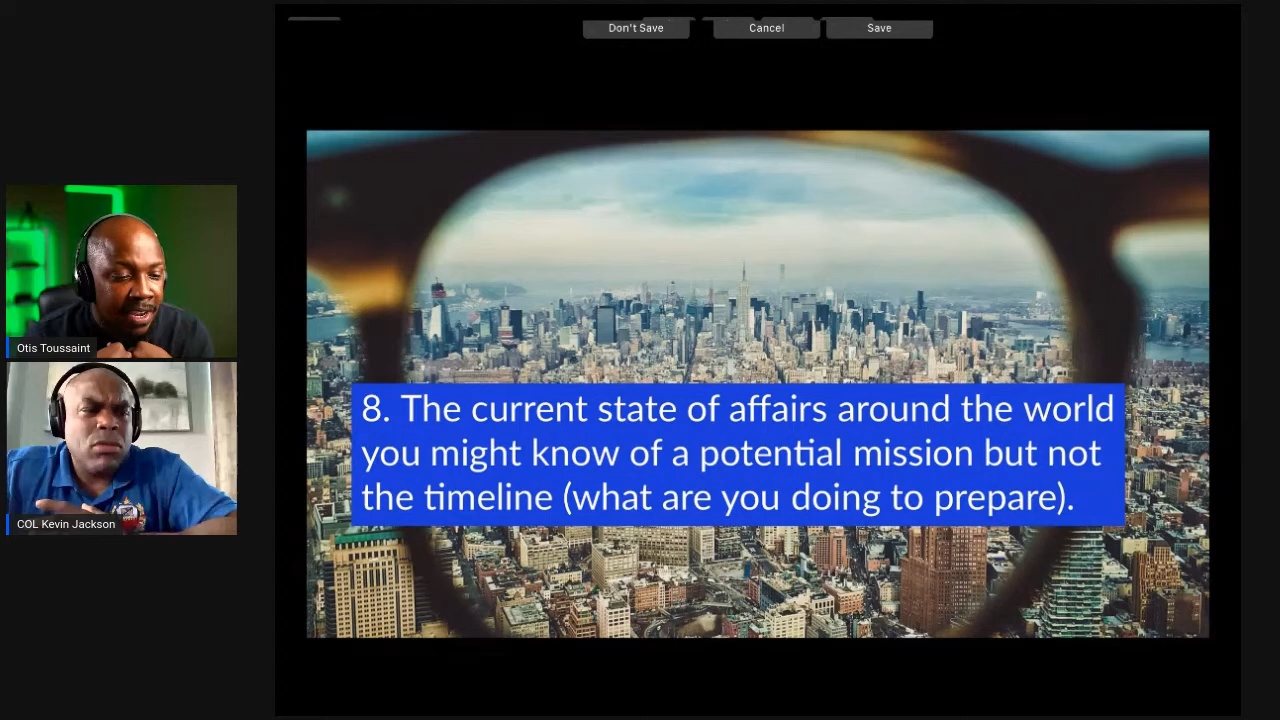 Don't Save
Cancel
Save
Otis Toussaint
COL Kevin Jackson
8. The current state of affairs around the world
you might know of a potential mission but not
the timeline (what are you doing to prepare).